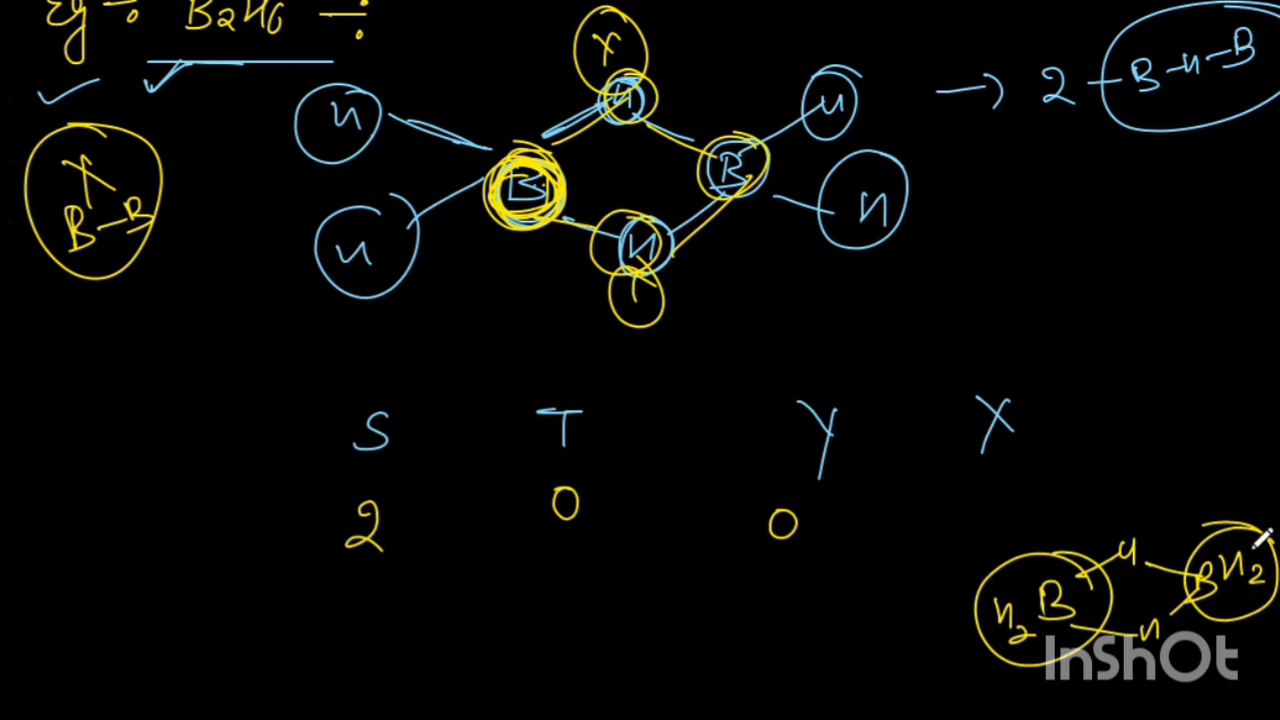 Eg ÷ B2H6 ÷
X
H H H → 2 - B-H-B
X
B-B
B B
H H H
X
S T Y X
2 0 0
H
H2B BH2
H
InShOt